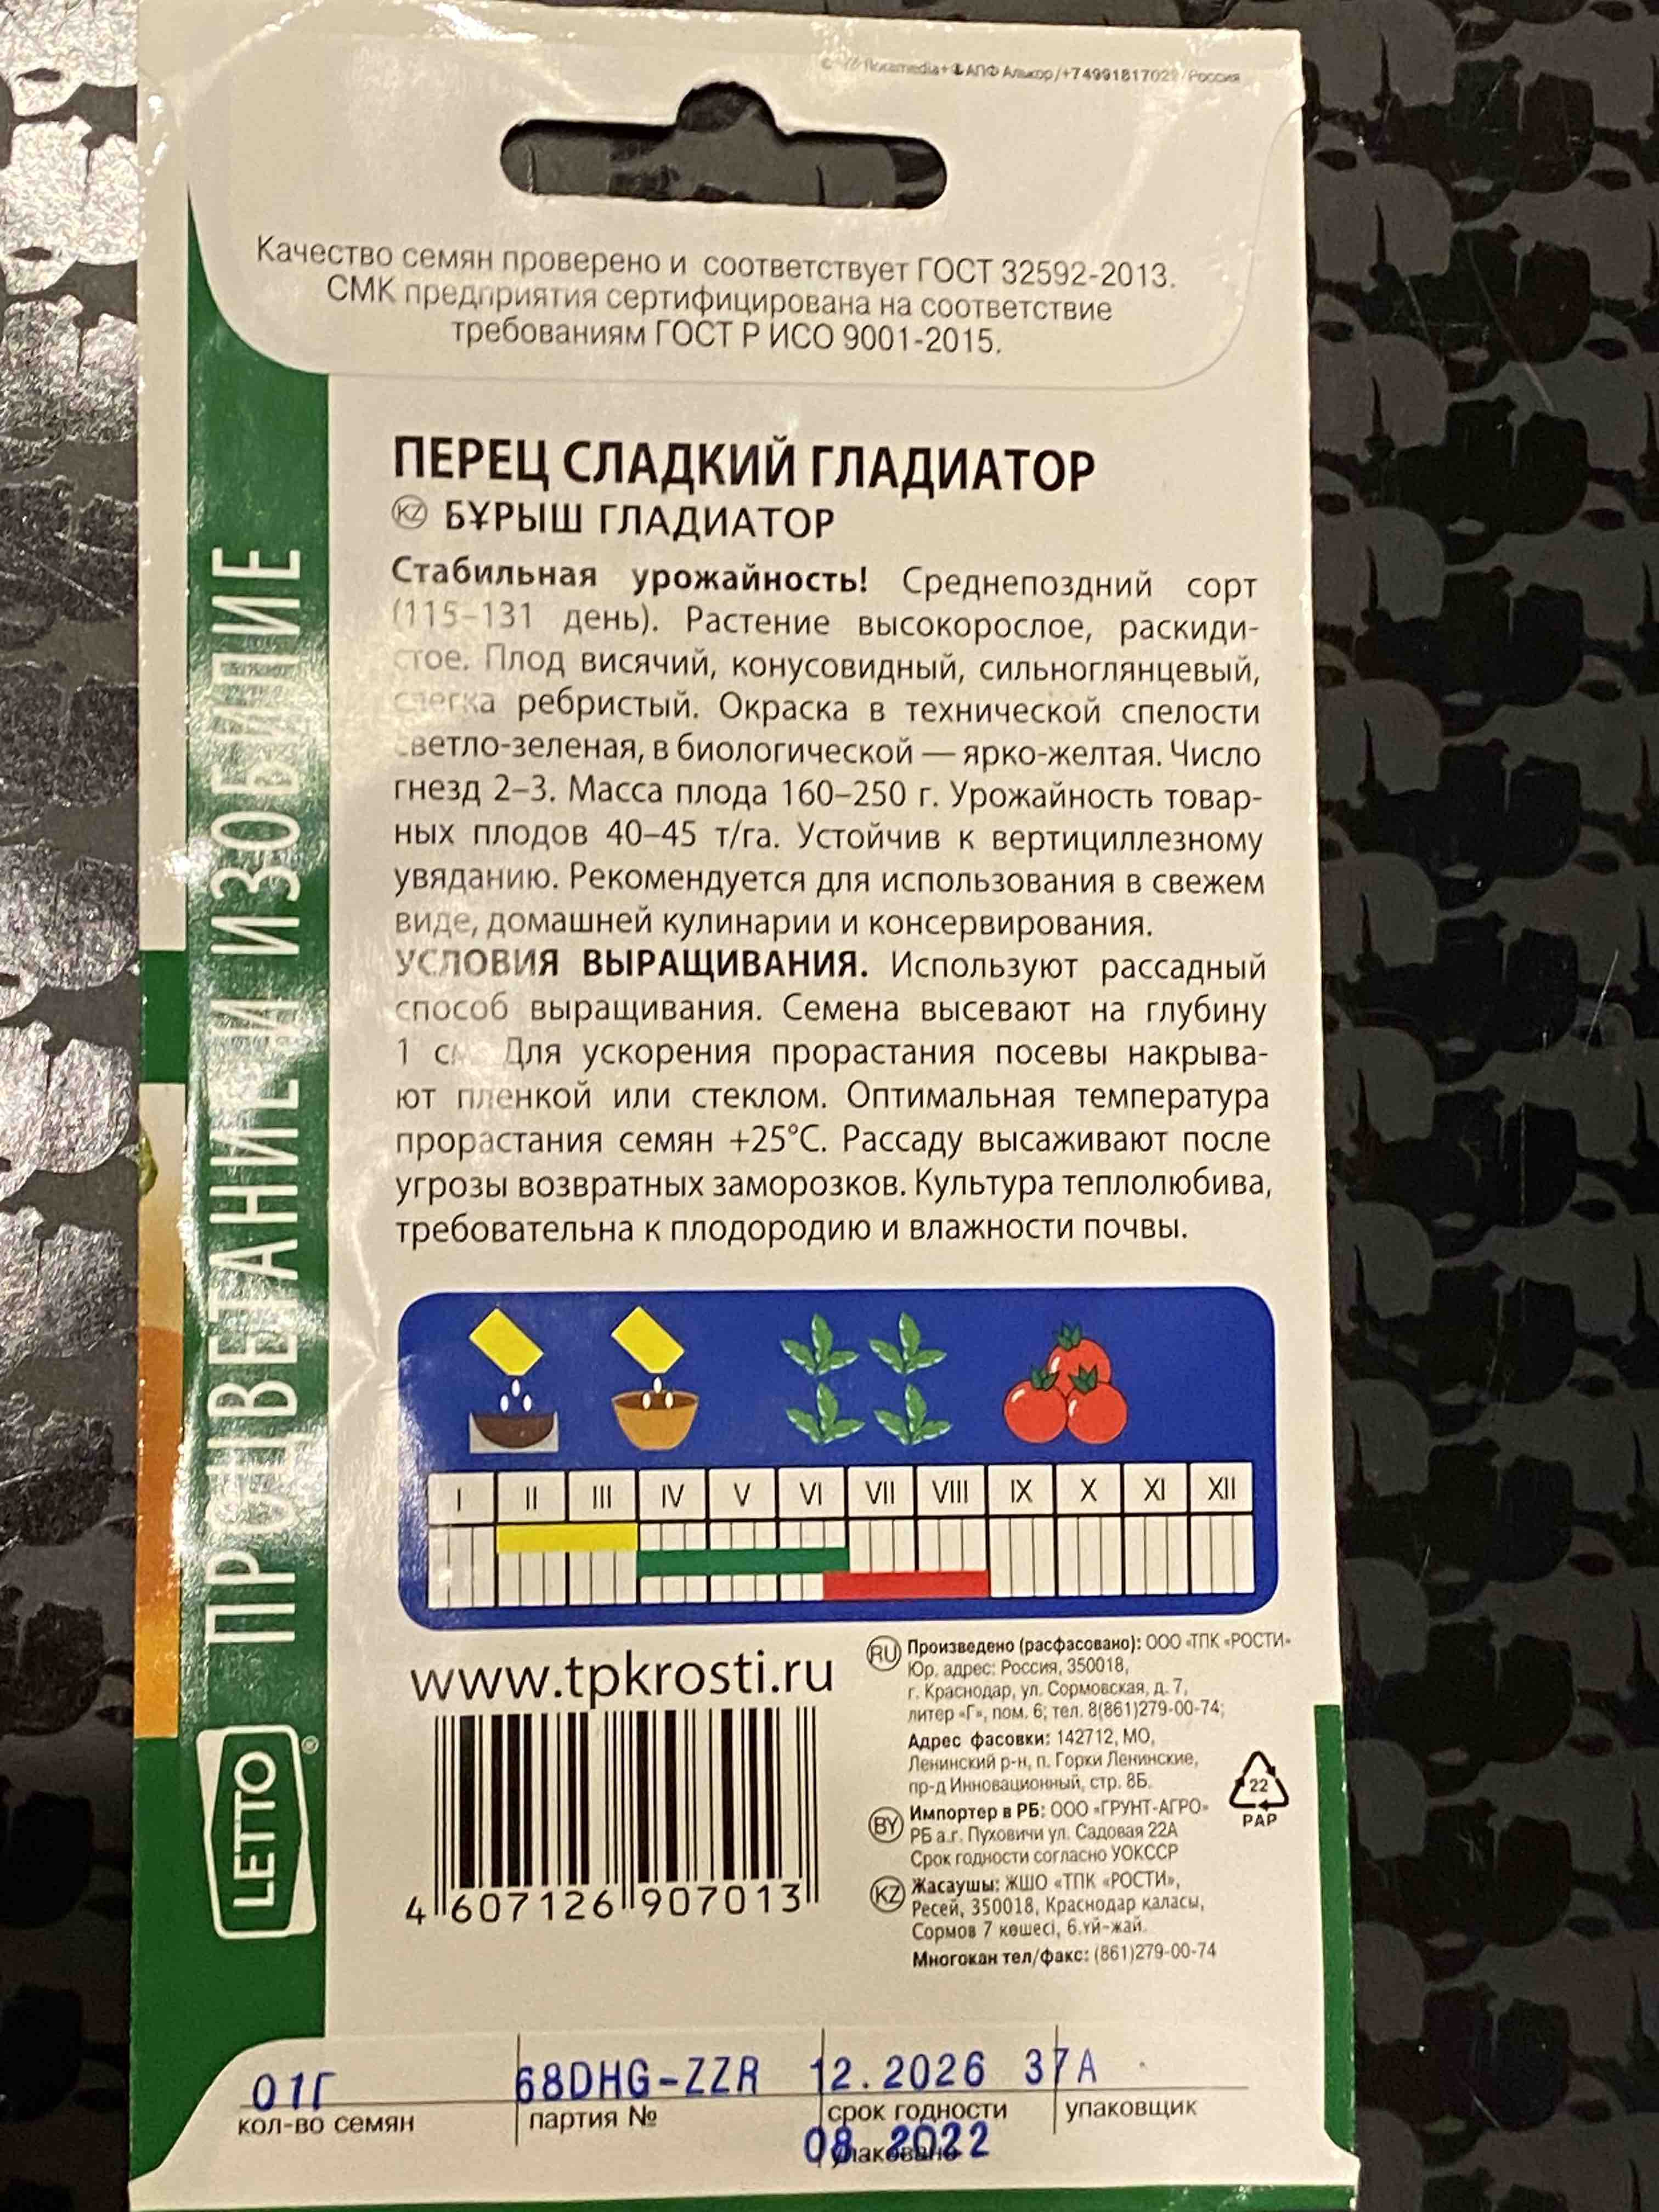 floramedia+АПФ Алькор/+74991817022/Россия
Качество семян проверено и соответствует ГОСТ 32592-2013.
СМК предприятия сертифицирована на соответствие
требованиям ГОСТ Р ИСО 9001-2015.
ПЕРЕЦ СЛАДКИЙ ГЛАДИАТОР
KZ БҰРЫШ ГЛАДИАТОР
Стабильная урожайность! Среднепоздний сорт
(115–131 день). Растение высокорослое, раскиди-
стое. Плод висячий, конусовидный, сильноглянцевый,
слегка ребристый. Окраска в технической спелости
светло-зеленая, в биологической — ярко-желтая. Число
гнезд 2–3. Масса плода 160–250 г. Урожайность товар-
ных плодов 40–45 т/га. Устойчив к вертициллезному
увяданию. Рекомендуется для использования в свежем
виде, домашней кулинарии и консервирования.
УСЛОВИЯ ВЫРАЩИВАНИЯ. Используют рассадный
способ выращивания. Семена высевают на глубину
1 см. Для ускорения прорастания посевы накрыва-
ют пленкой или стеклом. Оптимальная температура
прорастания семян +25°С. Рассаду высаживают после
угрозы возвратных заморозков. Культура теплолюбива,
требовательна к плодородию и влажности почвы.
I II III IV V VI VII VIII IX X XI XII
ПРОЦВЕТАНИЕ И ИЗОБИЛИЕ
LETTO®
www.tpkrosti.ru
4 607126 907013
RU Произведено (расфасовано): ООО «ТПК «РОСТИ»
Юр. адрес: Россия, 350018,
г. Краснодар, ул. Сормовская, д. 7,
литер «Г», пом. 6; тел. 8(861)279-00-74;
Адрес фасовки: 142712, МО,
Ленинский р-н, п. Горки Ленинские,
пр-д Инновационный, стр. 8Б.
BY Импортер в РБ: ООО «ГРУНТ-АГРО»
РБ а.г. Пуховичи ул. Садовая 22А
Срок годности согласно УОКССР
KZ Жасаушы: ЖШО «ТПК «РОСТИ»,
Ресей, 350018, Краснодар қаласы,
Сормов 7 көшесі, 6.үй-жай.
Многокан тел/факс: (861)279-00-74
22
PAP
01Г 68DHG-ZZR 12.2026 37А
кол-во семян партия № срок годности упаковщик
08 2022
упаковано